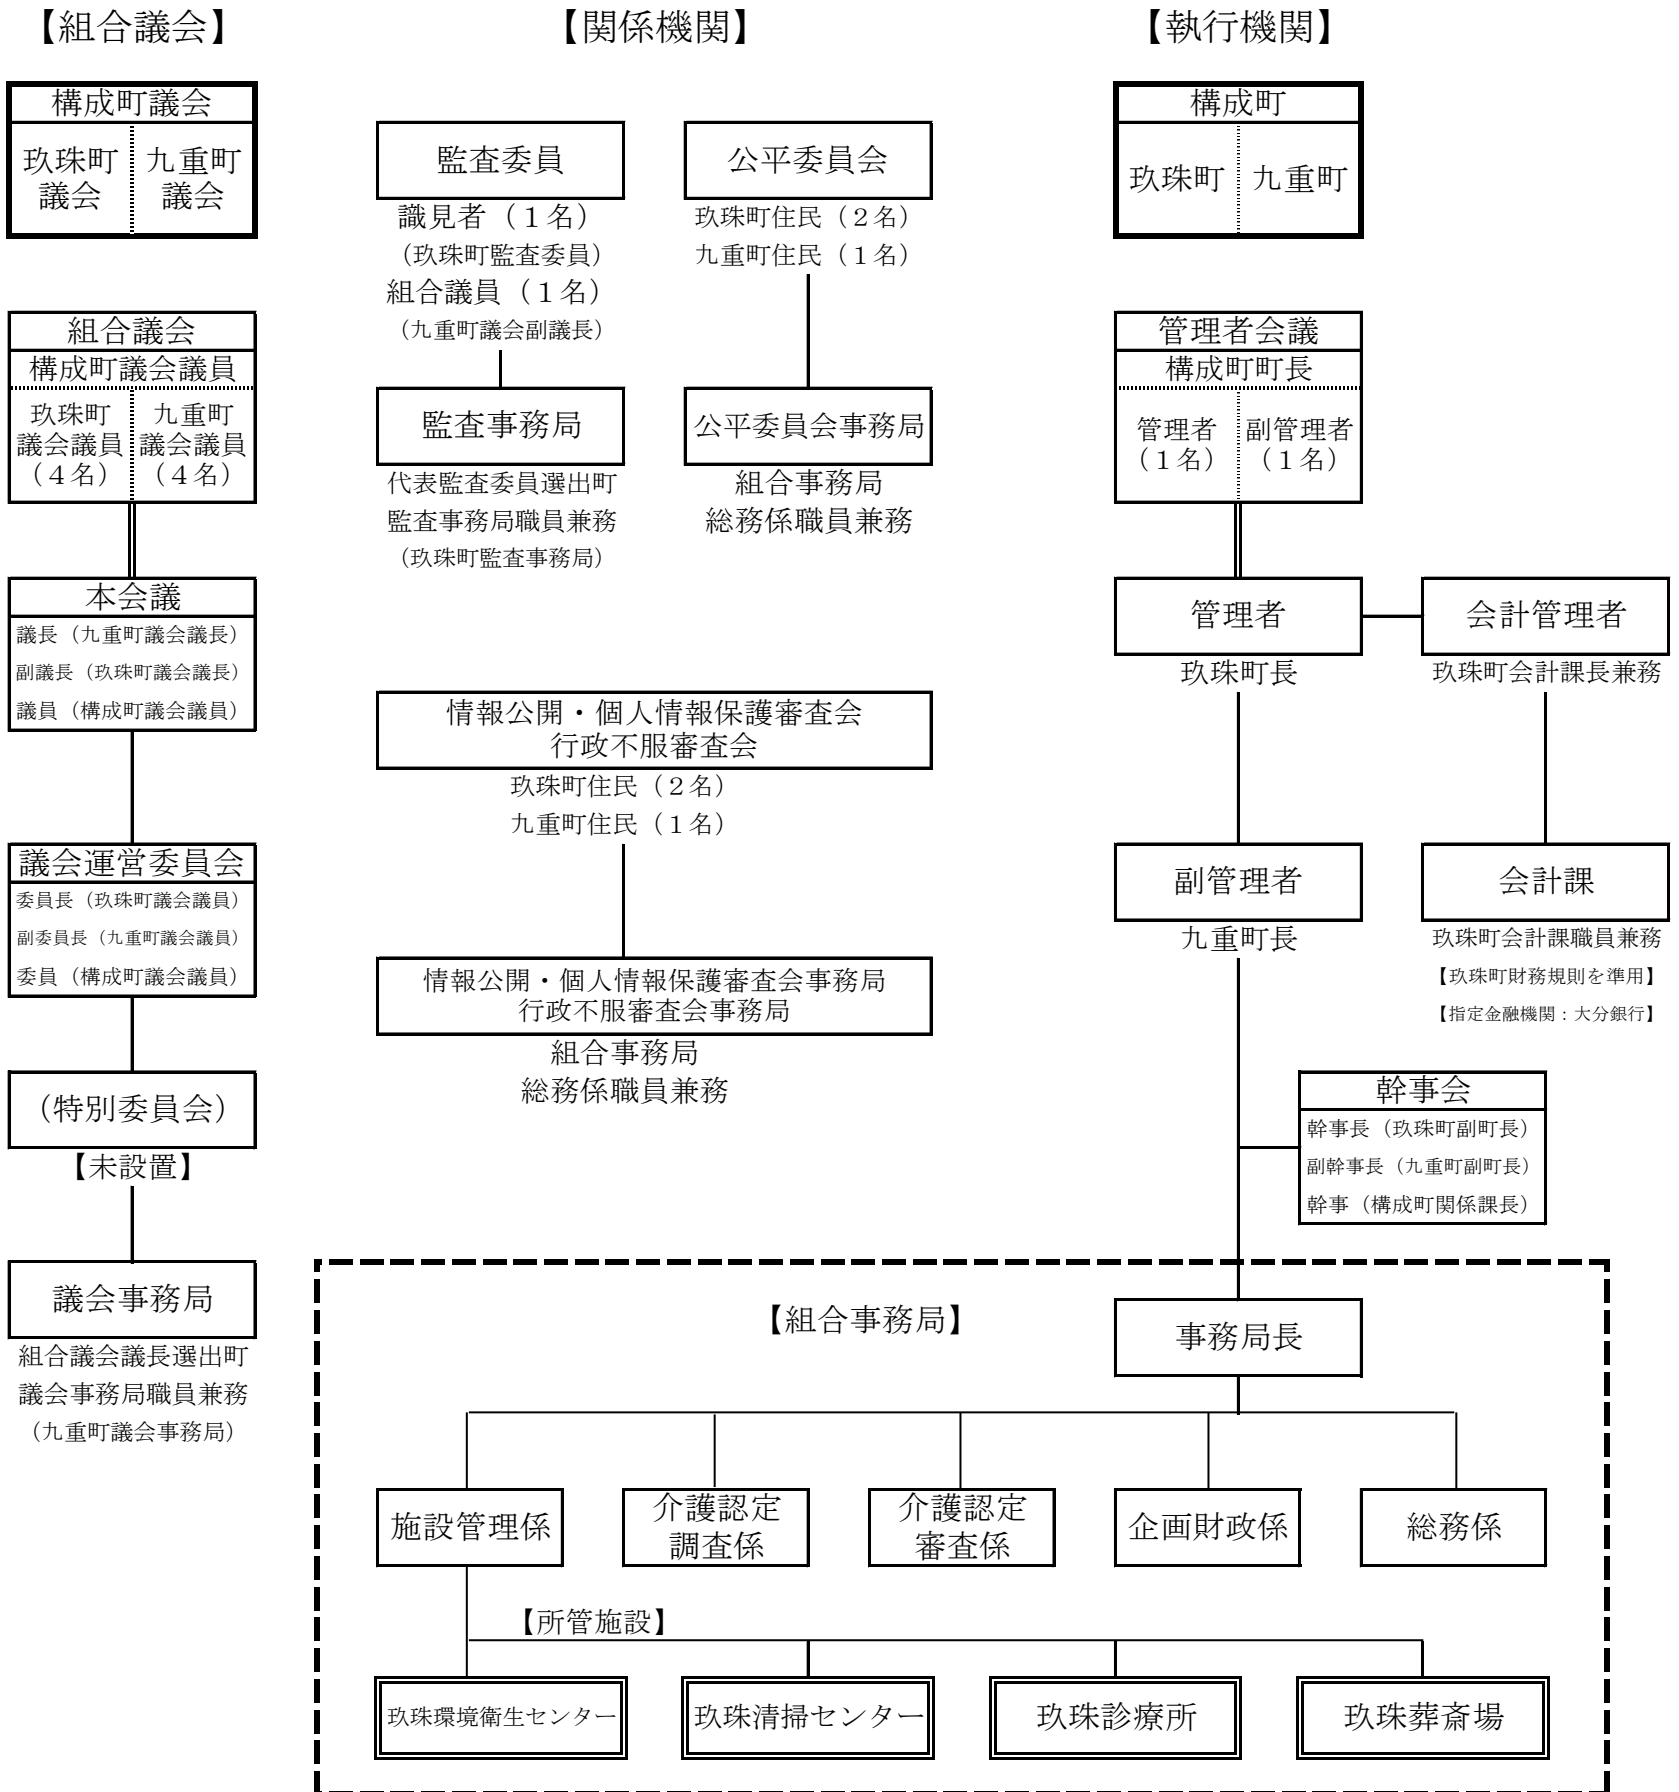 【組合議会】
構成町議会
玖珠町
議会
九重町
議会
組合議会
構成町議会議員
玖珠町
議会議員
（４名）
九重町
議会議員
（４名）
本会議
議長（九重町議会議長）
副議長（玖珠町議会議長）
議員（構成町議会議員）
議会運営委員会
委員長（玖珠町議会議員）
副委員長（九重町議会議員）
委員（構成町議会議員）
（特別委員会）
【未設置】
議会事務局
組合議会議長選出町
議会事務局職員兼務
（九重町議会事務局）
【関係機関】
監査委員
識見者（１名）
（玖珠町監査委員）
組合議員（１名）
（九重町議会副議長）
監査事務局
代表監査委員選出町
監査事務局職員兼務
（玖珠町監査事務局）
公平委員会
玖珠町住民（２名）
九重町住民（１名）
公平委員会事務局
組合事務局
総務係職員兼務
情報公開・個人情報保護審査会
行政不服審査会
玖珠町住民（２名）
九重町住民（１名）
情報公開・個人情報保護審査会事務局
行政不服審査会事務局
組合事務局
総務係職員兼務
【執行機関】
構成町
玖珠町
九重町
管理者会議
構成町町長
管理者
（１名）
副管理者
（１名）
管理者
玖珠町長
会計管理者
玖珠町会計課長兼務
副管理者
九重町長
会計課
玖珠町会計課職員兼務
【玖珠町財務規則を準用】
【指定金融機関：大分銀行】
幹事会
幹事長（玖珠町副町長）
副幹事長（九重町副町長）
幹事（構成町関係課長）
【組合事務局】
事務局長
施設管理係
介護認定
調査係
介護認定
審査係
企画財政係
総務係
【所管施設】
玖珠環境衛生センター
玖珠清掃センター
玖珠診療所
玖珠葬斎場